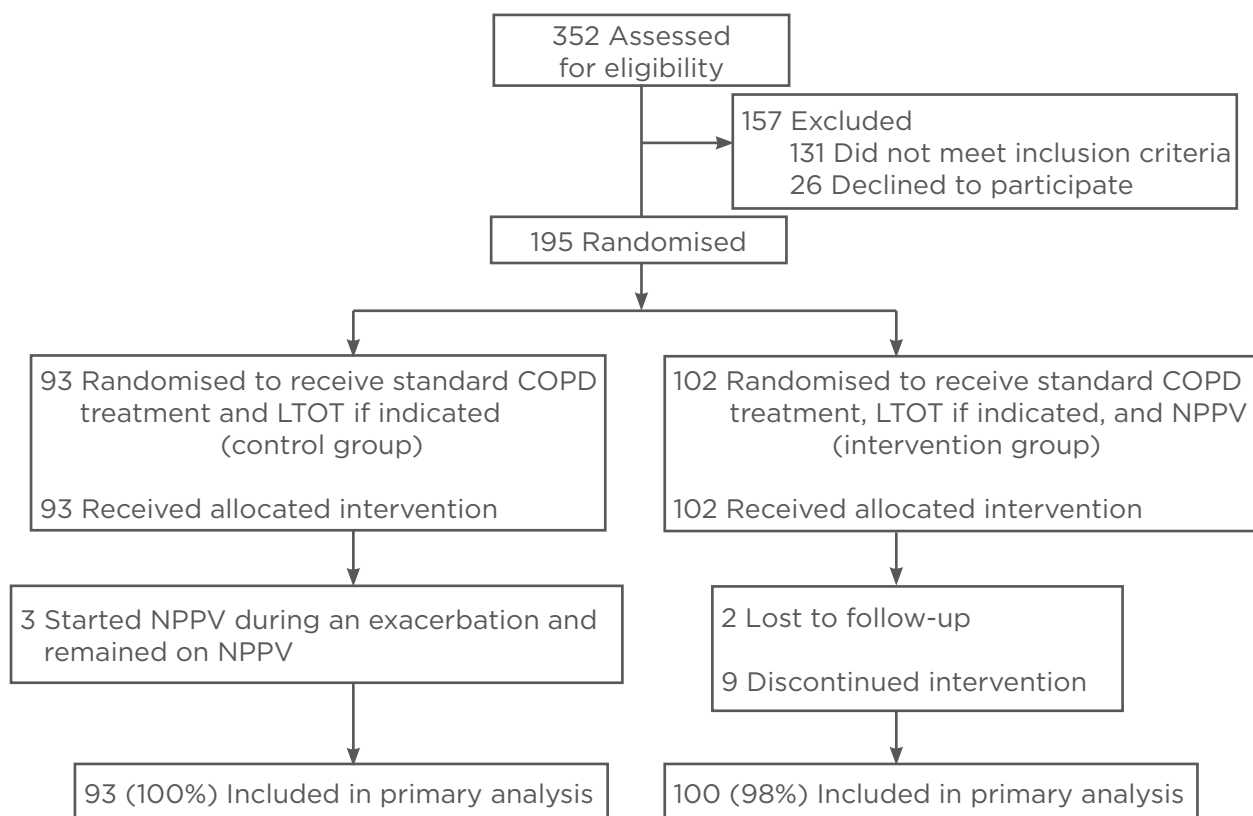 352 Assessed
for eligibility
157 Excluded
131 Did not meet inclusion criteria
26 Declined to participate
195 Randomised
93 Randomised to receive standard COPD
treatment and LTOT if indicated
(control group)
93 Received allocated intervention
102 Randomised to receive standard COPD
treatment, LTOT if indicated, and NPPV
(intervention group)
102 Received allocated intervention
3 Started NPPV during an exacerbation and
remained on NPPV
2 Lost to follow-up
9 Discontinued intervention
93 (100%) Included in primary analysis
100 (98%) Included in primary analysis